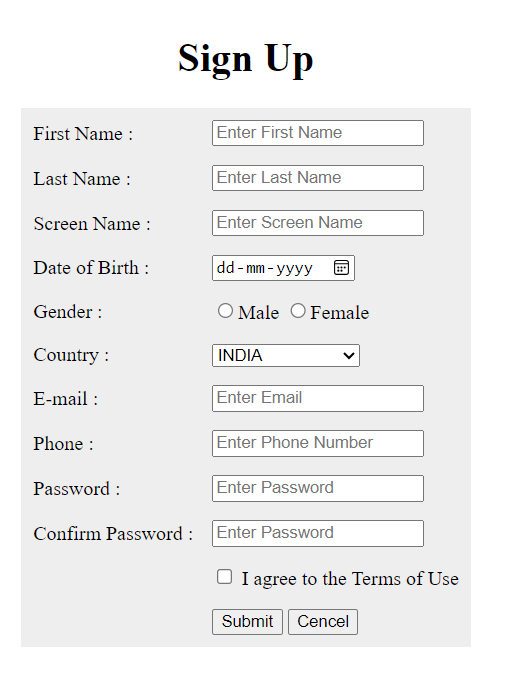 Sign Up
First Name : Enter First Name
Last Name : Enter Last Name
Screen Name : Enter Screen Name
Date of Birth : dd-mm-yyyy
Gender : Male Female
Country : INDIA
E-mail : Enter Email
Phone : Enter Phone Number
Password : Enter Password
Confirm Password : Enter Password
I agree to the Terms of Use
Submit Cencel